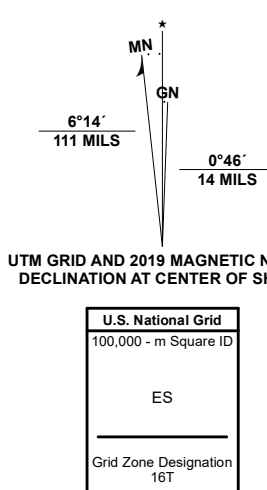 MN
GN
6°14´
111 MILS
0°46´
14 MILS
UTM GRID AND 2019 MAGNETIC N
DECLINATION AT CENTER OF SH
U.S. National Grid
100,000 - m Square ID
ES
Grid Zone Designation
16T